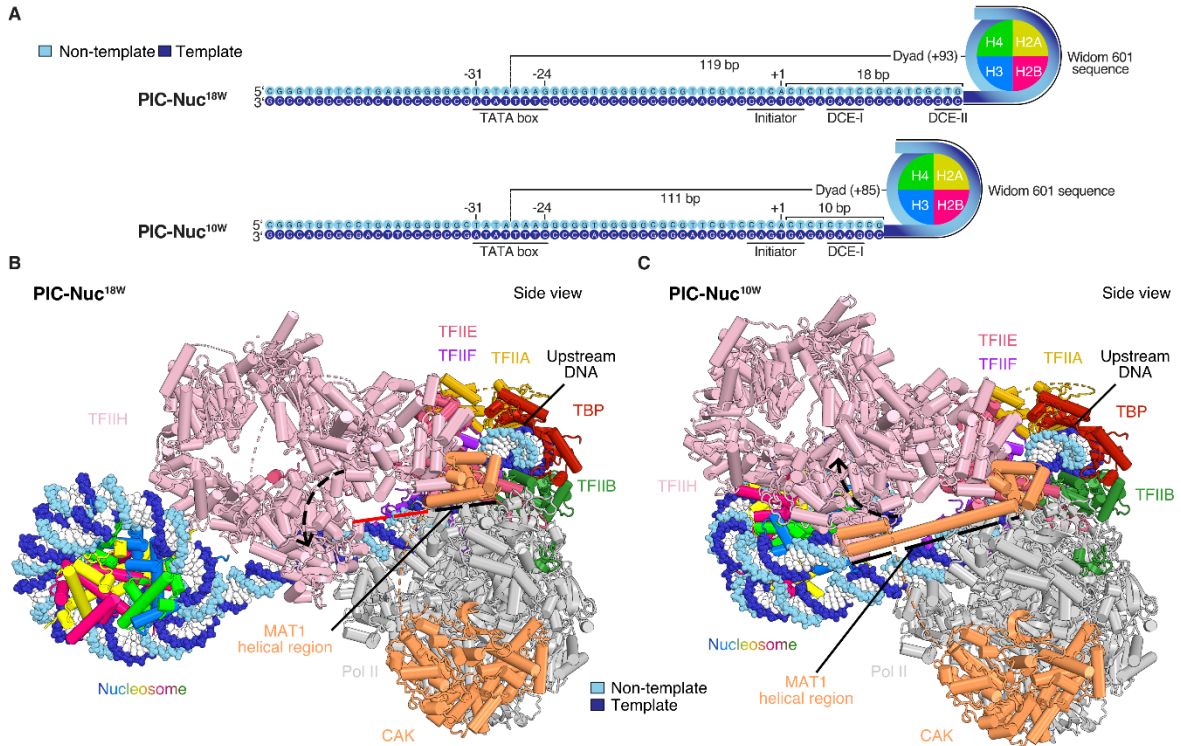 A
Non-template
Template
H4
H2A
H3
H2B
Dyad (+93)
Widom 601
sequence
119 bp
-31
-24
+1
18 bp
PIC-Nuc18W
5'
3'
TATA box
Initiator
DCE-I
DCE-II
H4
H2A
H3
H2B
Dyad (+85)
Widom 601 sequence
111 bp
-31
-24
+1
10 bp
PIC-Nuc10W
5'
3'
TATA box
Initiator
DCE-I
B
PIC-Nuc18W
Side view
TFIIE
TFIIF
TFIIA
Upstream
DNA
TBP
TFIIH
TFIIB
MAT1
helical region
Pol II
Nucleosome
CAK
Non-template
Template
C
PIC-Nuc10W
Side view
TFIIE
TFIIF
TFIIA
Upstream
DNA
TBP
TFIIH
TFIIB
Nucleosome
Pol II
MAT1
helical region
CAK